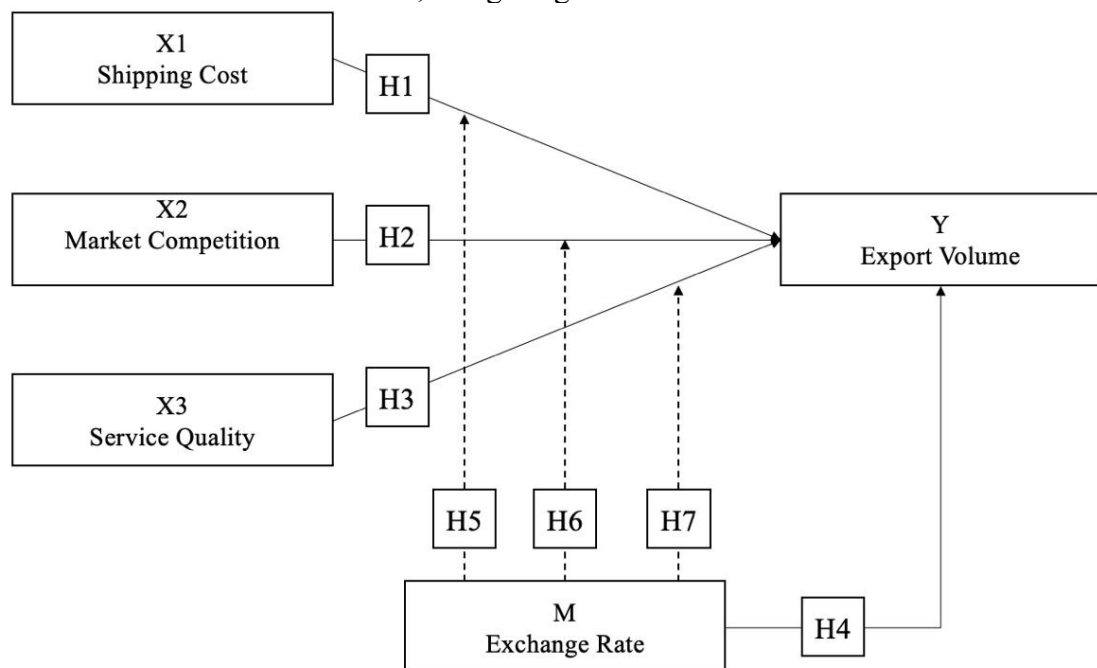 X1
Shipping Cost
H1
X2
Market Competition
H2
Y
Export Volume
X3
Service Quality
H3
H5
H6
H7
M
Exchange Rate
H4